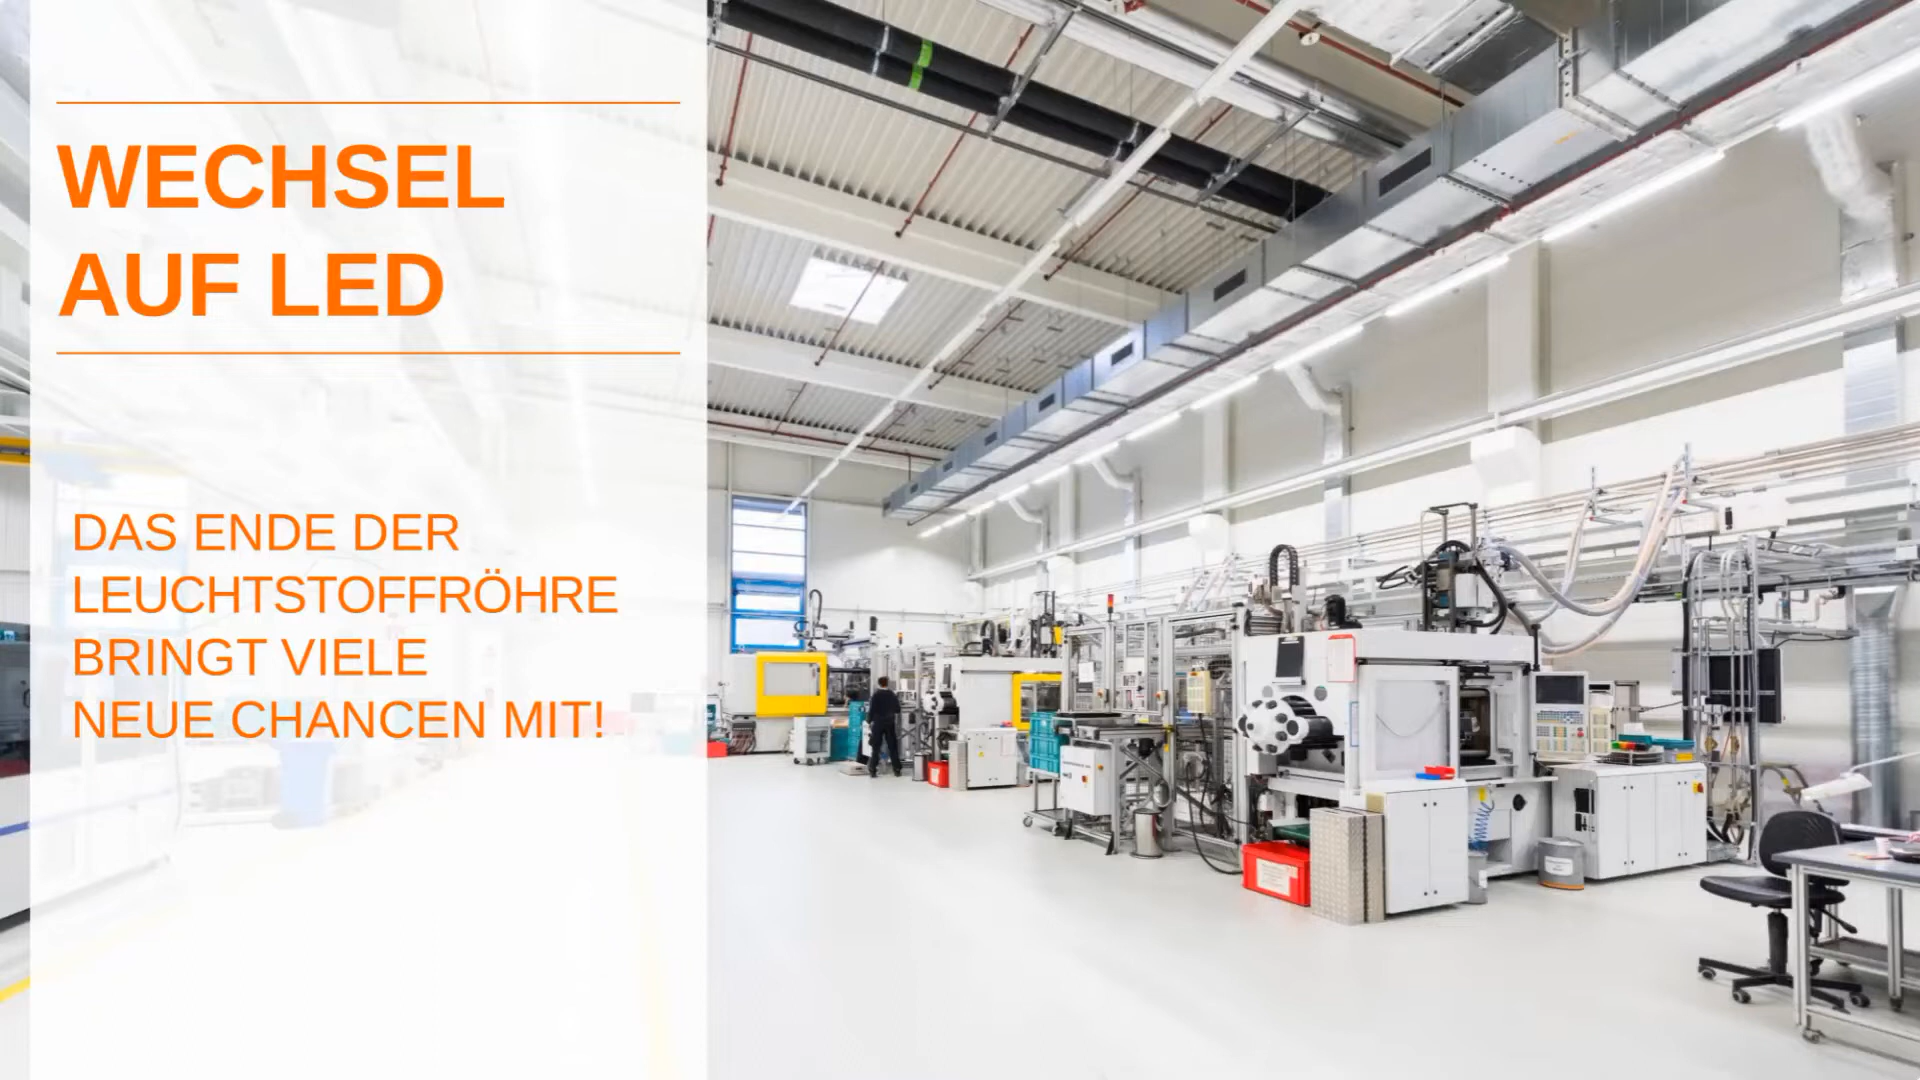 WECHSEL
AUF LED
DAS ENDE DER
LEUCHTSTOFFRÖHRE
BRINGT VIELE
NEUE CHANCEN MIT!